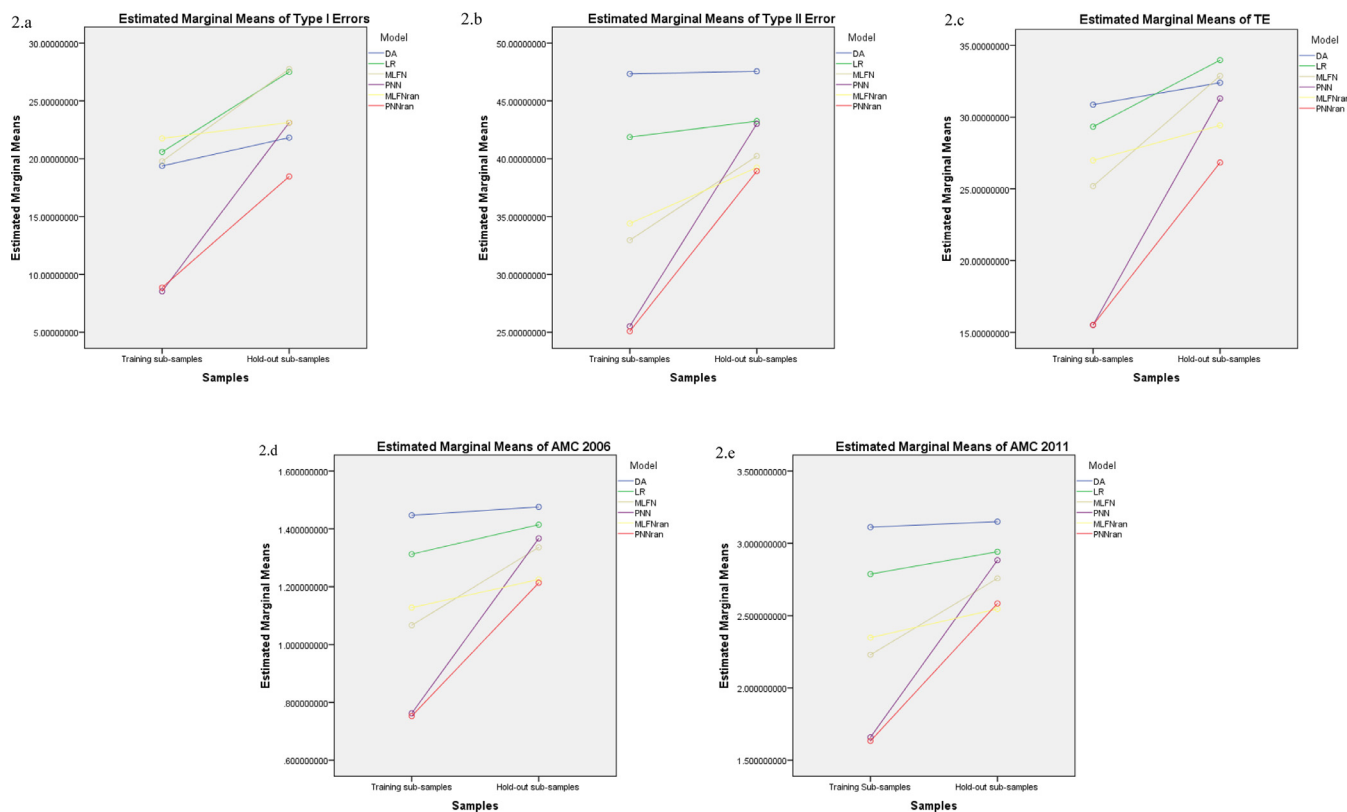 2.a
Estimated Marginal Means of Type I Errors
Model
DA
LR
MLFN
PNN
MLFNran
PNNran
30.00000000
25.00000000
20.00000000
15.00000000
10.00000000
5.00000000
Estimated Marginal Means
Training sub-samples
Hold-out sub-samples
Samples
2.b
Estimated Marginal Means of Type II Error
Model
DA
LR
MLFN
PNN
MLFNran
PNNran
50.00000000
45.00000000
40.00000000
35.00000000
30.00000000
25.00000000
Estimated Marginal Means
Training sub-samples
Hold-out sub-samples
Samples
2.c
Estimated Marginal Means of TE
Model
DA
LR
MLFN
PNN
MLFNran
PNNran
35.00000000
30.00000000
25.00000000
20.00000000
15.00000000
Estimated Marginal Means
Training sub-samples
Hold-out sub-samples
Samples
2.d
Estimated Marginal Means of AMC 2006
Model
DA
LR
MLFN
PNN
MLFNran
PNNran
1.600000000
1.400000000
1.200000000
1.000000000
.800000000
.600000000
Estimated Marginal Means
Training sub-samples
Hold-out sub-samples
Samples
2.e
Estimated Marginal Means of AMC 2011
Model
DA
LR
MLFN
PNN
MLFNran
PNNran
3.500000000
3.000000000
2.500000000
2.000000000
1.500000000
Estimated Marginal Means
Training Sub-samples
Hold-out sub-samples
Samples